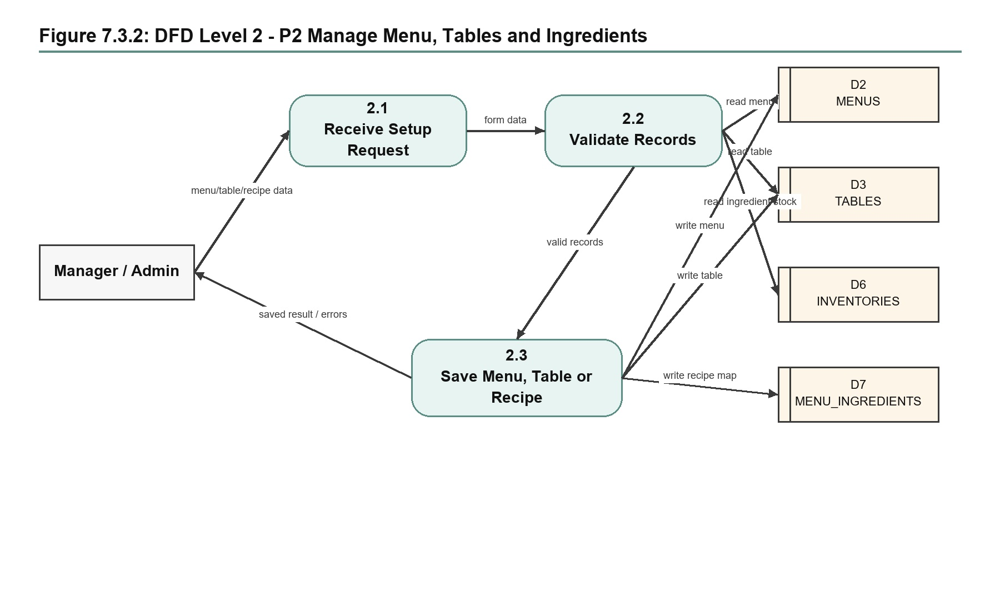 Figure 7.3.2: DFD Level 2 - P2 Manage Menu, Tables and Ingredients
D2
MENUS
2.1
Receive Setup
Request
form data
2.2
Validate Records
read menu
read table
D3
TABLES
menu/table/recipe data
read ingredient stock
write menu
valid records
Manager / Admin
write table
D6
INVENTORIES
saved result / errors
2.3
Save Menu, Table or
Recipe
write recipe map
D7
MENU_INGREDIENTS